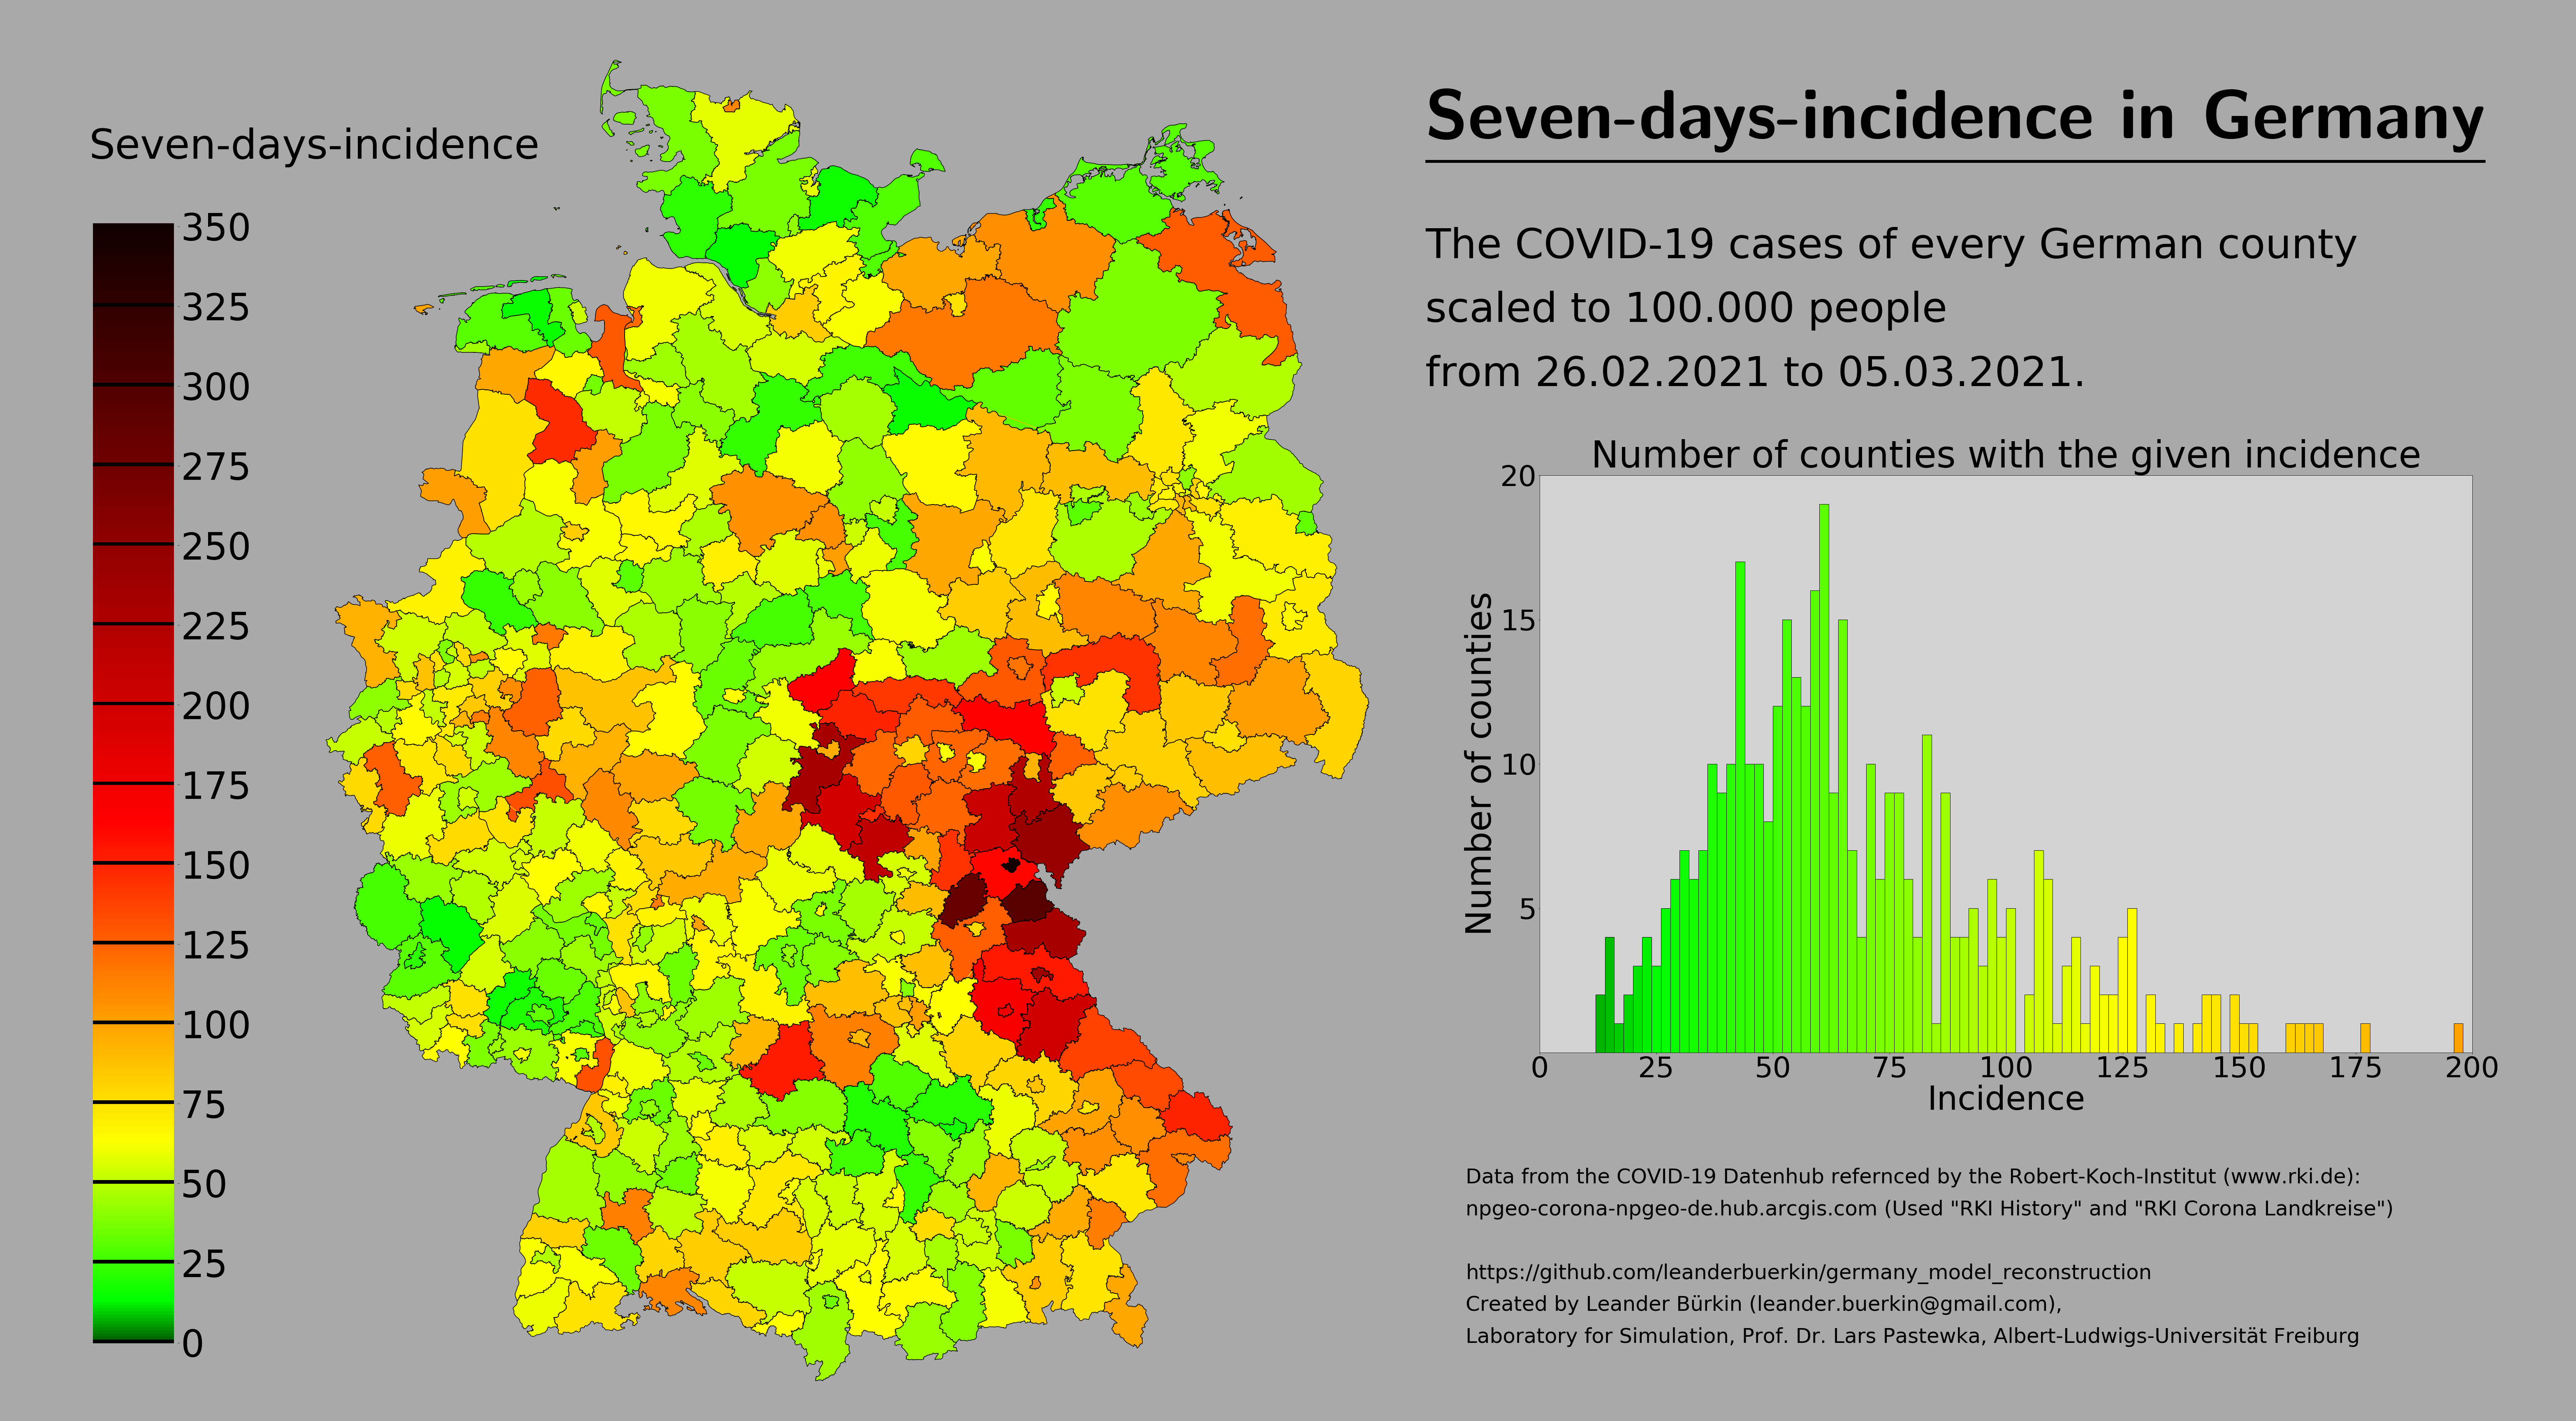 Seven-days-incidence in Germany
Seven-days-incidence
350
325
300
275
250
225
200
175
150
125
100
75
50
25
0
The COVID-19 cases of every German county
scaled to 100.000 people
from 26.02.2021 to 05.03.2021.
Number of counties with the given incidence
20
15
10
5
Number of counties
0 25 50 75 100 125 150 175 200
Incidence
Data from the COVID-19 Datenhub refernced by the Robert-Koch-Institut (www.rki.de):
npgeo-corona-npgeo-de.hub.arcgis.com (Used "RKI History" and "RKI Corona Landkreise")
https://github.com/leanderbuerkin/germany_model_reconstruction
Created by Leander Bürkin (leander.buerkin@gmail.com),
Laboratory for Simulation, Prof. Dr. Lars Pastewka, Albert-Ludwigs-Universität Freiburg